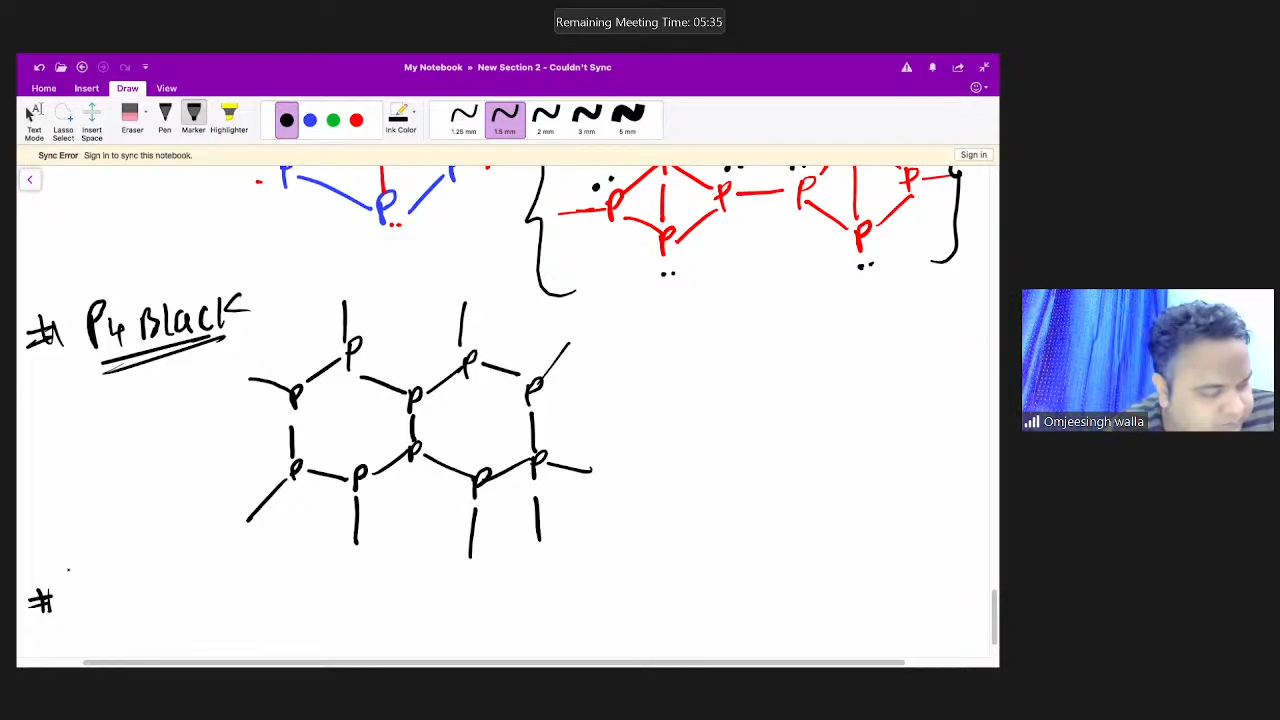 Remaining Meeting Time: 05:35
My Notebook » New Section 2 - Couldn't Sync
Home Insert Draw View
Text Mode
Lasso Select
Insert Space
Eraser
Pen
Marker
Highlighter
Ink Color
1.25 mm
1.5 mm
2 mm
3 mm
5 mm
Sync Error Sign in to sync this notebook.
Sign in
P P P P P P P P
P P
# P4 Black
P P P
P P
P P P P
P
#
Omjeesingh walla